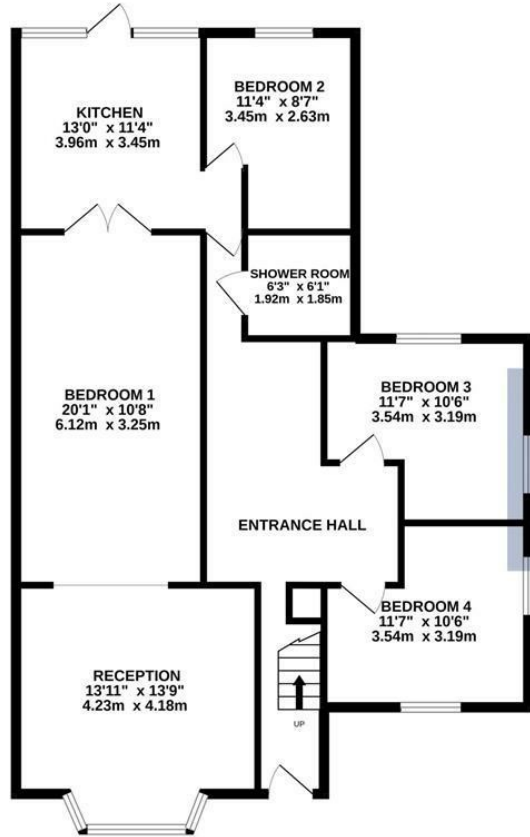 KITCHEN
13'0" x 11'4"
3.96m x 3.45m
BEDROOM 2
11'4" x 8'7"
3.45m x 2.63m
SHOWER ROOM
6'3" x 6'1"
1.92m x 1.85m
BEDROOM 1
20'1" x 10'8"
6.12m x 3.25m
BEDROOM 3
11'7" x 10'6"
3.54m x 3.19m
ENTRANCE HALL
BEDROOM 4
11'7" x 10'6"
3.54m x 3.19m
RECEPTION
13'11" x 13'9"
4.23m x 4.18m
UP